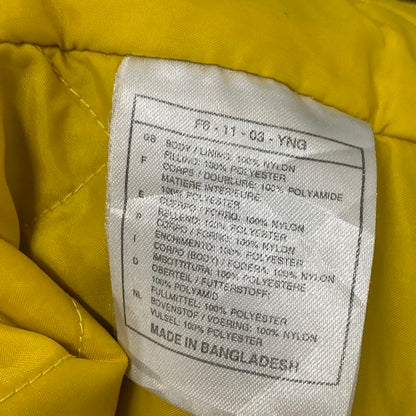 F6 - 11 - 03 - YNG
GB BODY / LINING: 100% NYLON
FILLING: 100% POLYESTER
F CORPS / DOUBLURE: 100% POLYAMIDE
MATIERE INTERIEURE:
100% POLYESTER
E CUERPO / FORRO: 100% NYLON
RELLENO: 100% POLYESTER
P CORPO / FORRO: 100% NYLON
ENCHIMENTO: 100% POLYESTER
I CORPO (BODY) / FODERA: 100% NYLON
IMBOTTITURA: 100% POLYESTERE
D OBERTEIL / FUTTERSTOFF:
100% POLYAMID
FULLMITTEL: 100% POLYESTER
NL BOVENSTOF / VOERING: 100% NYLON
VULSEL: 100% POLYESTER
MADE IN BANGLADESH